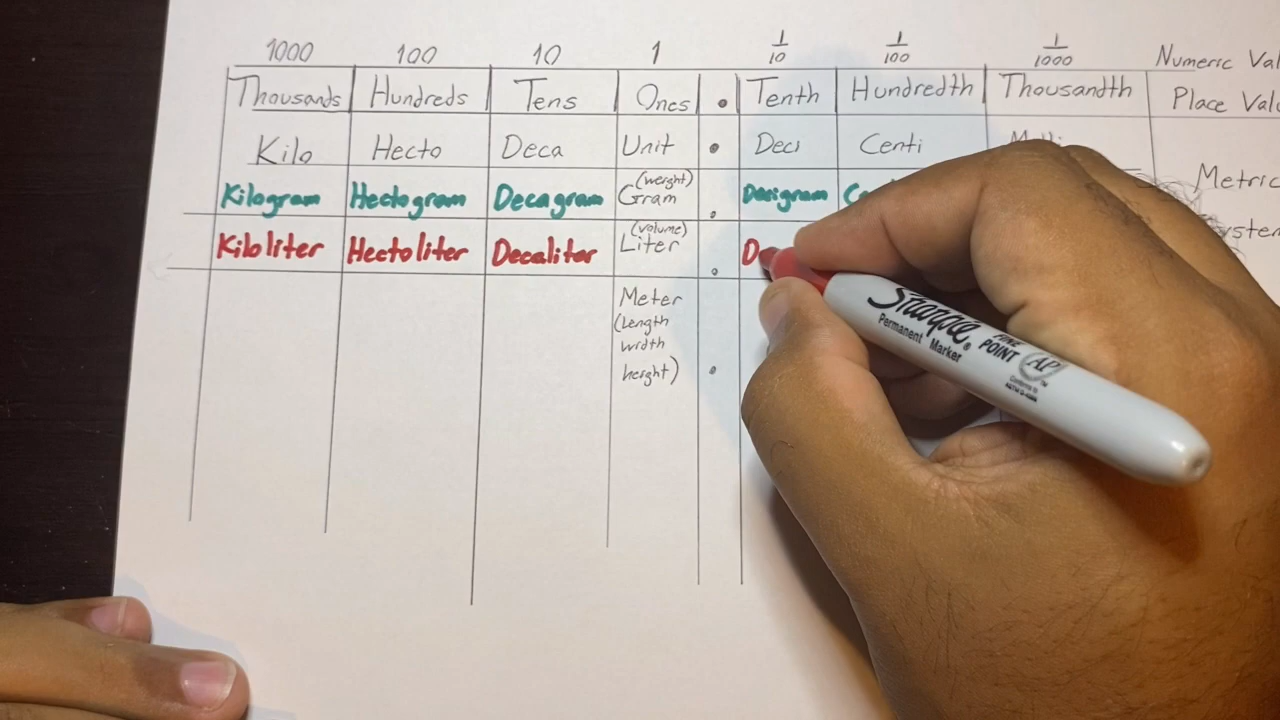 1000 100 10 1 1/10 1/100 1/1000 Numeric Val
Thousands Hundreds Tens Ones . Tenth Hundredth Thousandth Place Valu
Kilo Hecto Deca Unit . Deci Centi
Metric
Kilogram Hectogram Decagram (weight) Gram . Decigram
ystem
Kiloliter Hectoliter Decaliter (volume) Liter .
Meter
(Length
width
height) .
Sharpie
Permanent Marker
FINE
POINT
AP